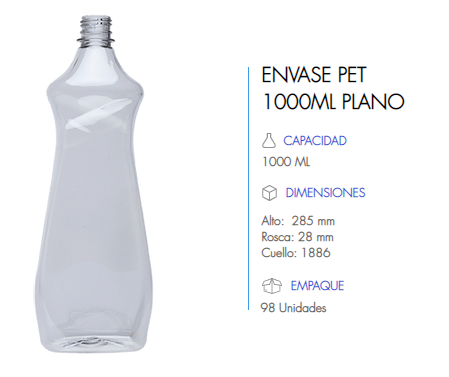 ENVASE PET
1000ML PLANO
CAPACIDAD
1000 ML
DIMENSIONES
Alto: 285 mm
Rosca: 28 mm
Cuello: 1886
EMPAQUE
98 Unidades